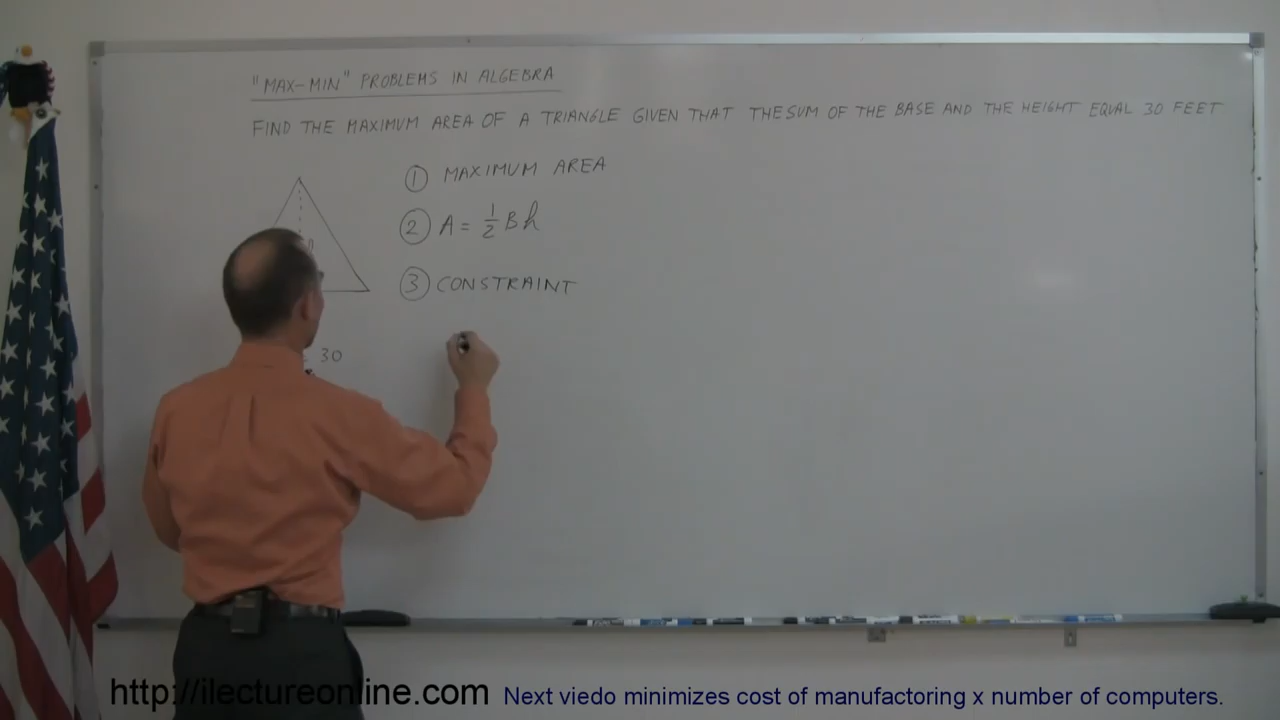 "MAX-MIN" PROBLEMS IN ALGEBRA
FIND THE MAXIMUM AREA OF A TRIANGLE GIVEN THAT THE SUM OF THE BASE AND THE HEIGHT EQUAL 30 FEET
① MAXIMUM AREA
② A = 1/2 Bh
③ CONSTRAINT
= 30
http://ilectureonline.com Next viedo minimizes cost of manufactoring x number of computers.